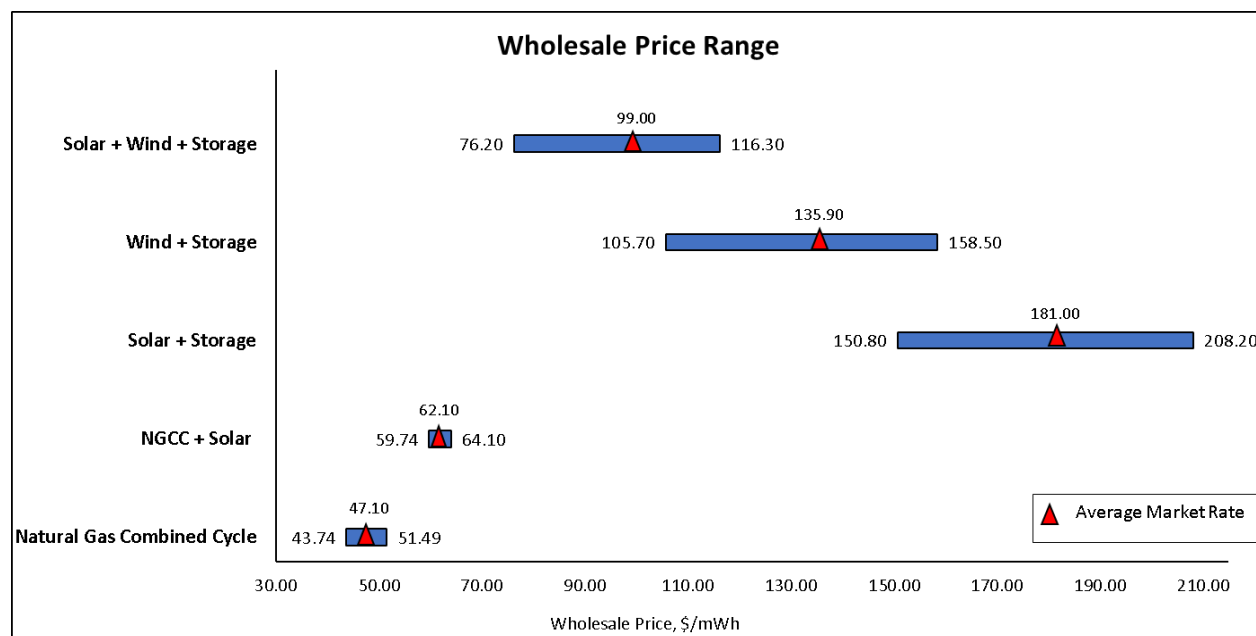 Wholesale Price Range
99.00
Solar + Wind + Storage 76.20 116.30
135.90
Wind + Storage 105.70 158.50
181.00
Solar + Storage 150.80 208.20
62.10
NGCC + Solar 59.74 64.10
47.10
Average Market Rate
Natural Gas Combined Cycle 43.74 51.49
30.00 50.00 70.00 90.00 110.00 130.00 150.00 170.00 190.00 210.00
Wholesale Price, $/mWh